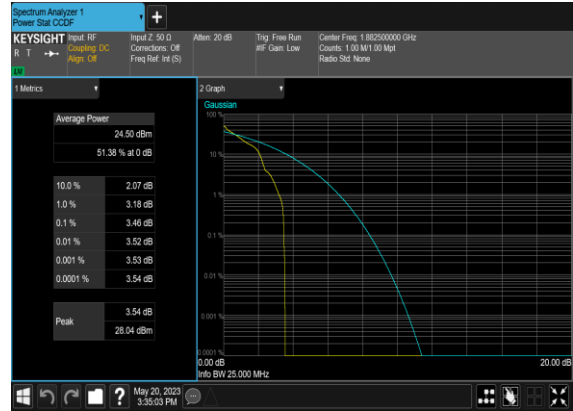 Spectrum Analyzer 1
Power Stat CCDF
+
KEYSIGHT
R T
LXI
Input: RF
Coupling: DC
Align: Off
Input Z: 50 Ω
Corrections: Off
Freq Ref: Int (S)
Atten: 20 dB
Trig: Free Run
#IF Gain: Low
Center Freq: 1.882500000 GHz
Counts: 1.00 M/1.00 Mpt
Radio Std: None
1 Metrics
Average Power
24.50 dBm
51.38 % at 0 dB
10.0 % 2.07 dB
1.0 % 3.18 dB
0.1 % 3.46 dB
0.01 % 3.52 dB
0.001 % 3.53 dB
0.0001 % 3.54 dB
Peak
3.54 dB
28.04 dBm
2 Graph
Gaussian
100 %
10 %
1 %
0.1 %
0.01 %
0.001 %
0.0001 %
0.00 dB
20.00 dB
Info BW 25.000 MHz
?
May 20, 2023
3:35:03 PM